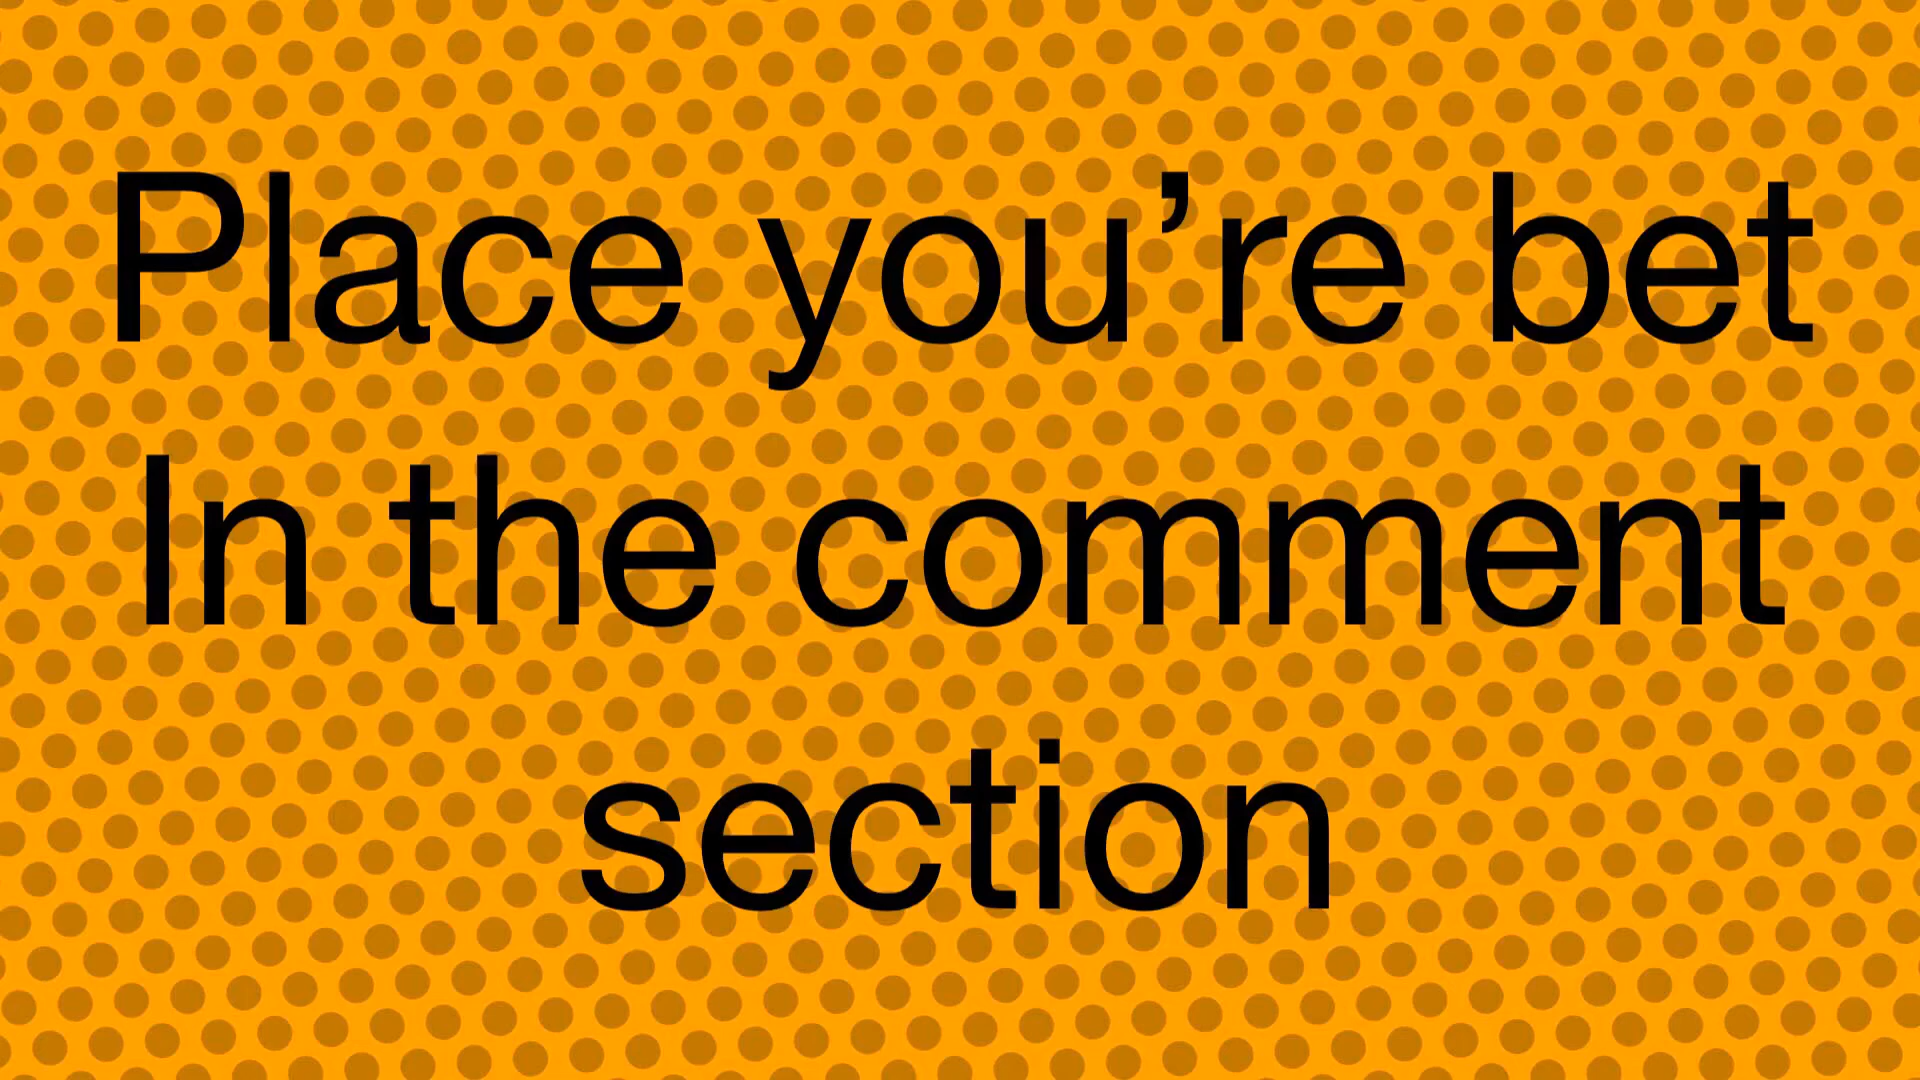 Place you’re bet
In the comment
section